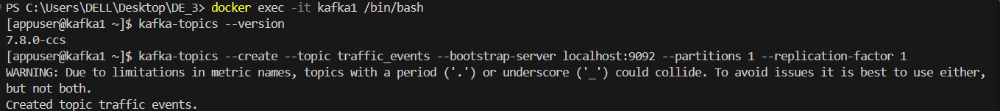 PS C:\Users\DELL\Desktop\DE_3> docker exec -it kafka1 /bin/bash
[appuser@kafka1 ~]$ kafka-topics --version
7.8.0-ccs
[appuser@kafka1 ~]$ kafka-topics --create --topic traffic_events --bootstrap-server localhost:9092 --partitions 1 --replication-factor 1
WARNING: Due to limitations in metric names, topics with a period ('.') or underscore ('_') could collide. To avoid issues it is best to use either,
but not both.
Created topic traffic events.